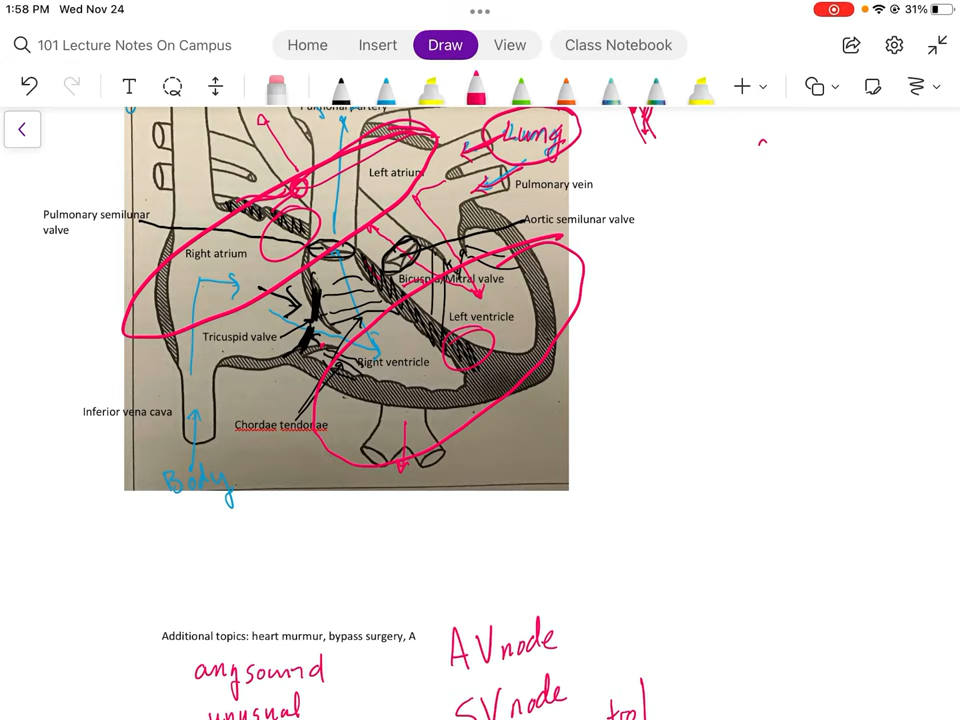 1:58 PM Wed Nov 24
31%
101 Lecture Notes On Campus
Home Insert Draw View Class Notebook
Pulmonary artery
Lung
Left atrium
Pulmonary vein
Pulmonary semilunar
valve
Aortic semilunar valve
Right atrium
Bicuspid/Mitral valve
Left ventricle
Tricuspid valve
Right ventricle
Inferior vena cava
Chordae tendonae
Body
Additional topics: heart murmur, bypass surgery, A
AV node
any sound
SV node
unusual